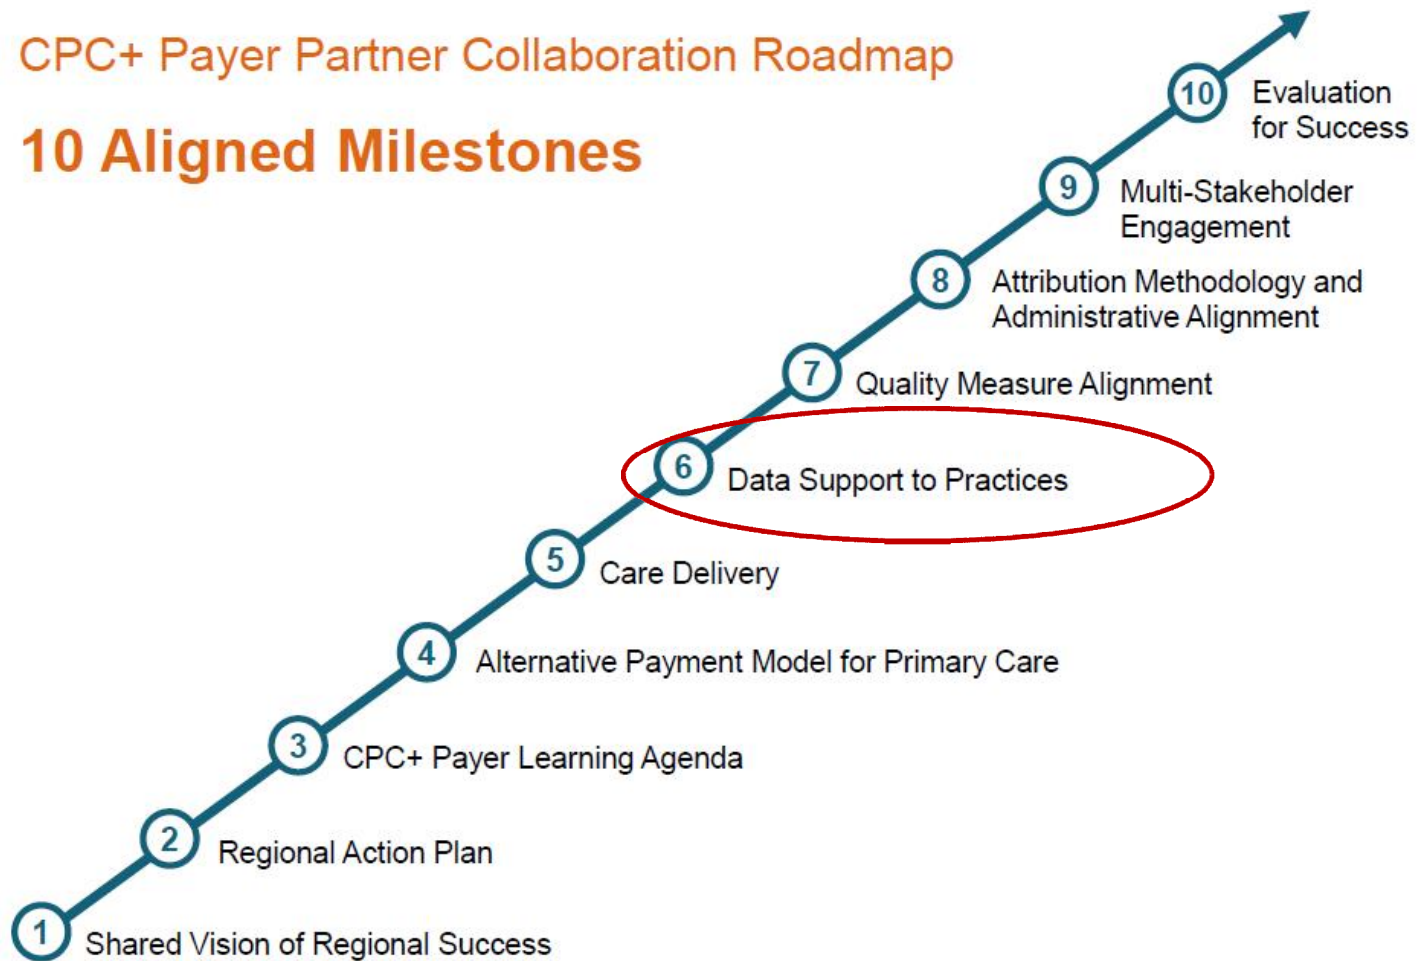 CPC+ Payer Partner Collaboration Roadmap
10 Aligned Milestones
10
Evaluation
for Success
9
Multi-Stakeholder
Engagement
8
Attribution Methodology and
Administrative Alignment
7
Quality Measure Alignment
6
Data Support to Practices
5
Care Delivery
4
Alternative Payment Model for Primary Care
3
CPC+ Payer Learning Agenda
2
Regional Action Plan
1
Shared Vision of Regional Success